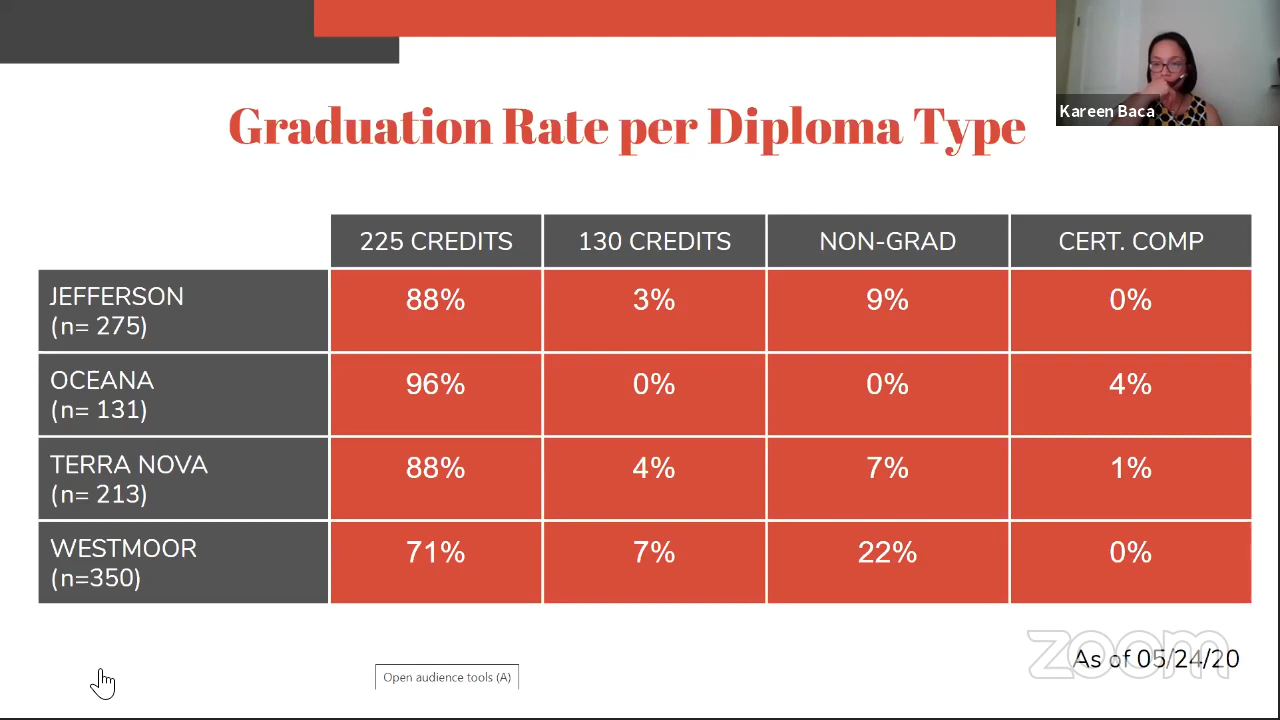 Kareen Baca
Graduation Rate per Diploma Type
225 CREDITS 130 CREDITS NON-GRAD CERT. COMP
JEFFERSON
(n= 275)
88% 3% 9% 0%
OCEANA
(n= 131)
96% 0% 0% 4%
TERRA NOVA
(n= 213)
88% 4% 7% 1%
WESTMOOR
(n=350)
71% 7% 22% 0%
zoom
As of 05/24/20
Open audience tools (A)